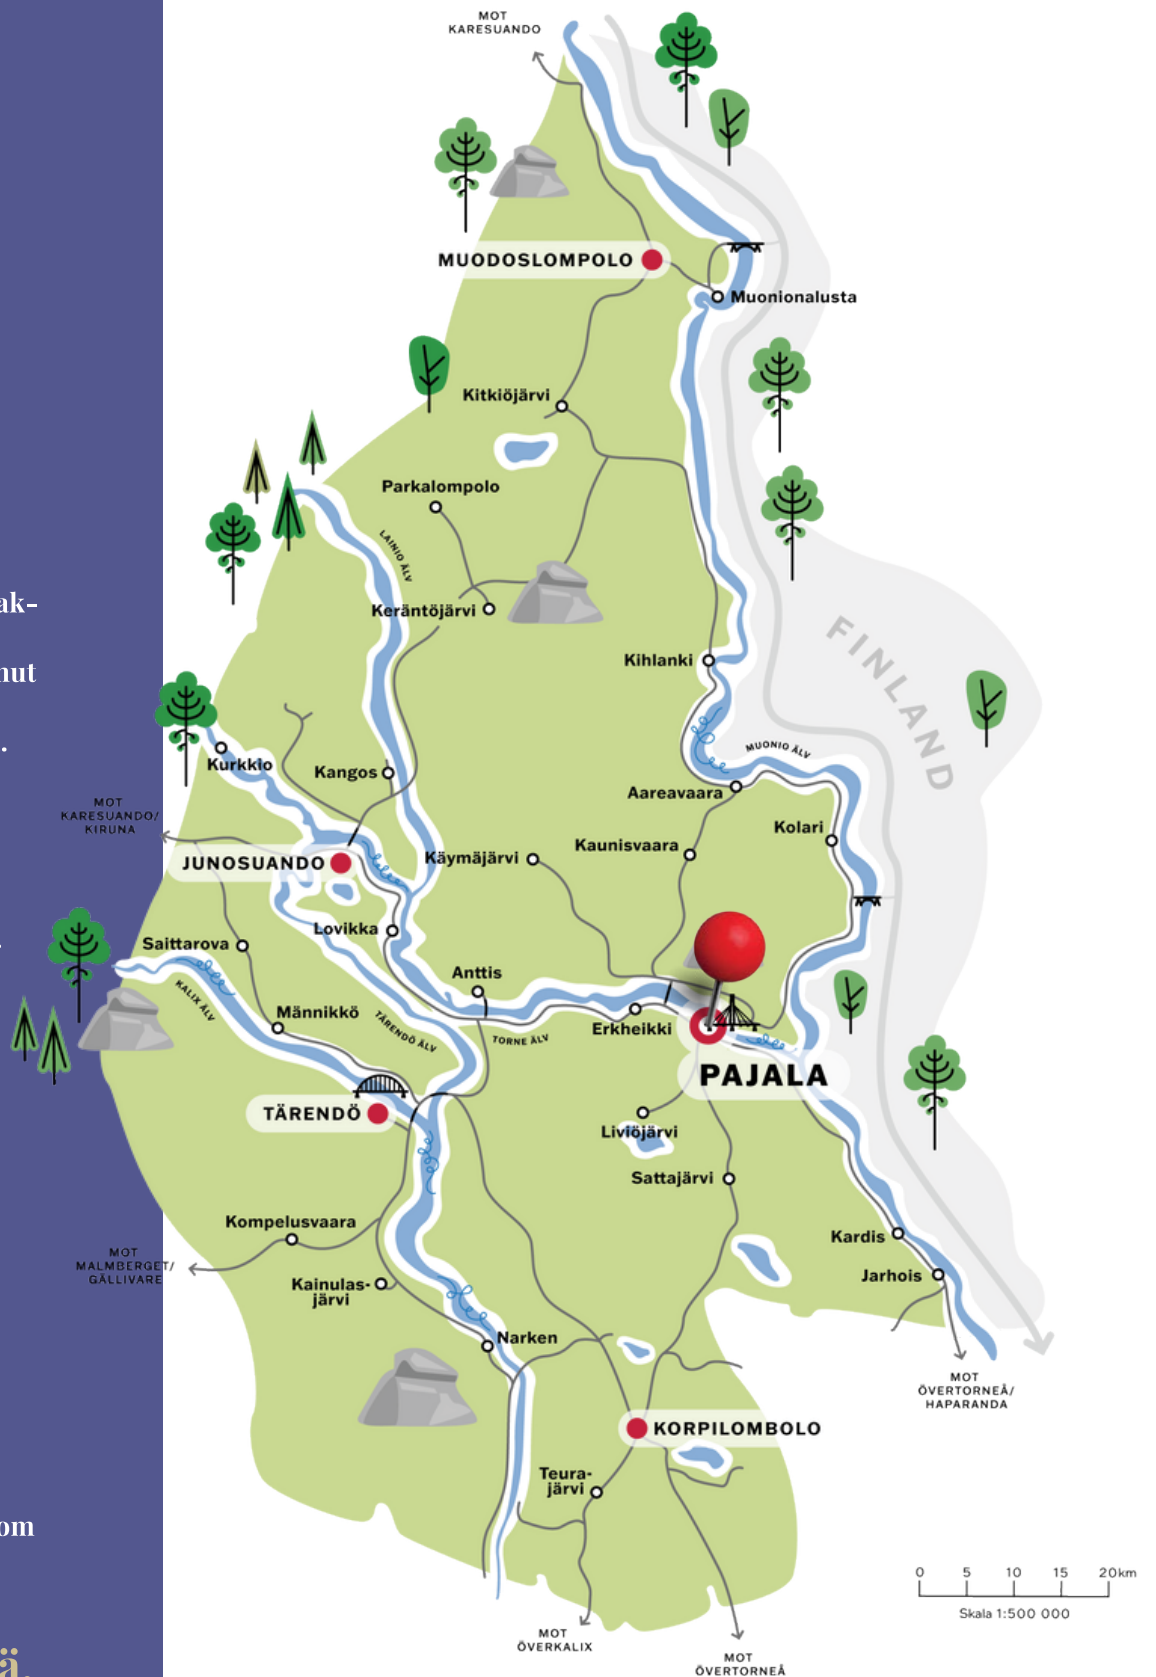 MOT
KARESUANDO
MUODOSLOMPOLO
Muonionalusta
Kitkiöjärvi
Parkalompolo
LAINIO ÄLV
ak-
Keräntöjärvi
FINLAND
Kihlanki
nut
.
MUONIO ÄLV
Kurkkio
Kangos
Aareavaara
MOT
KARESUANDO/
KIRUNA
Kolari
JUNOSUANDO
Käymäjärvi
Kaunisvaara
Lovikka
.
Saittarova
Anttis
KALIX ÄLV
Männikkö
TÄRENDÖ ÄLV
TORNE ÄLV
Erkheikki
PAJALA
TÄRENDÖ
Liviöjärvi
Sattajärvi
Kompelusvaara
Kardis
MOT
MALMBERGET/
GÄLLIVARE
Kainulas-
järvi
Jarhois
Narken
MOT
ÖVERTORNEÅ/
HAPARANDA
KORPILOMBOLO
Teura-
järvi
om
0 5 10 15 20km
Skala 1:500 000
MOT
ÖVERKALIX
MOT
ÖVERTORNEÅ
ä.